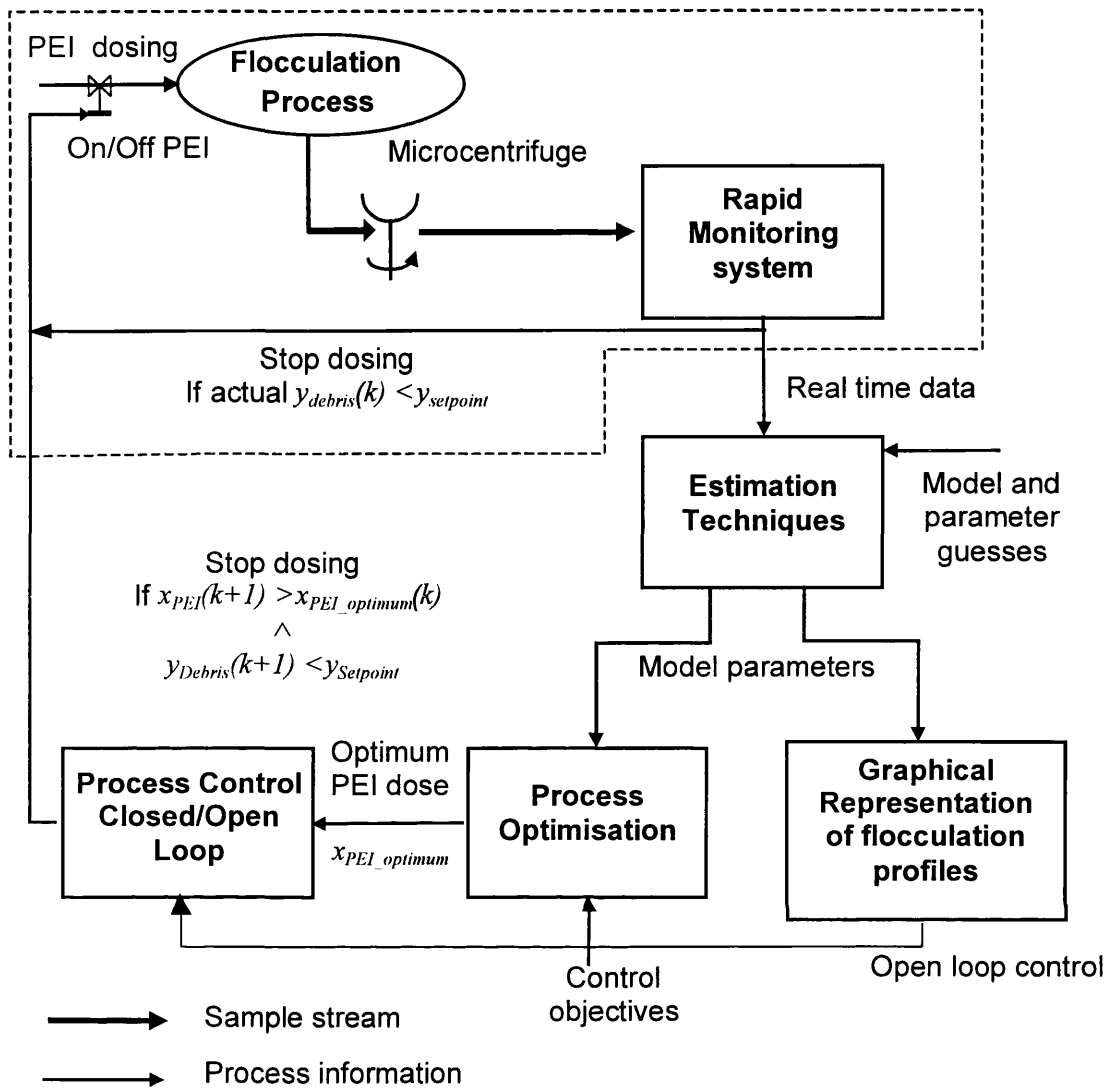 PEI dosing
Flocculation
Process
On/Off PEI
Microcentrifuge
Rapid
Monitoring
system
Stop dosing
If actual y_debris(k) <y_setpoint
Real time data
Estimation
Techniques
Model and
parameter
guesses
Stop dosing
If x_PEI(k+1) >x_PEI_optimum(k)
^
y_Debris(k+1) <y_Setpoint
Model parameters
Process Control
Closed/Open
Loop
Optimum
PEI dose
x_PEI_optimum
Process
Optimisation
Graphical
Representation
of flocculation
profiles
Control
objectives
Open loop control
Sample stream
Process information